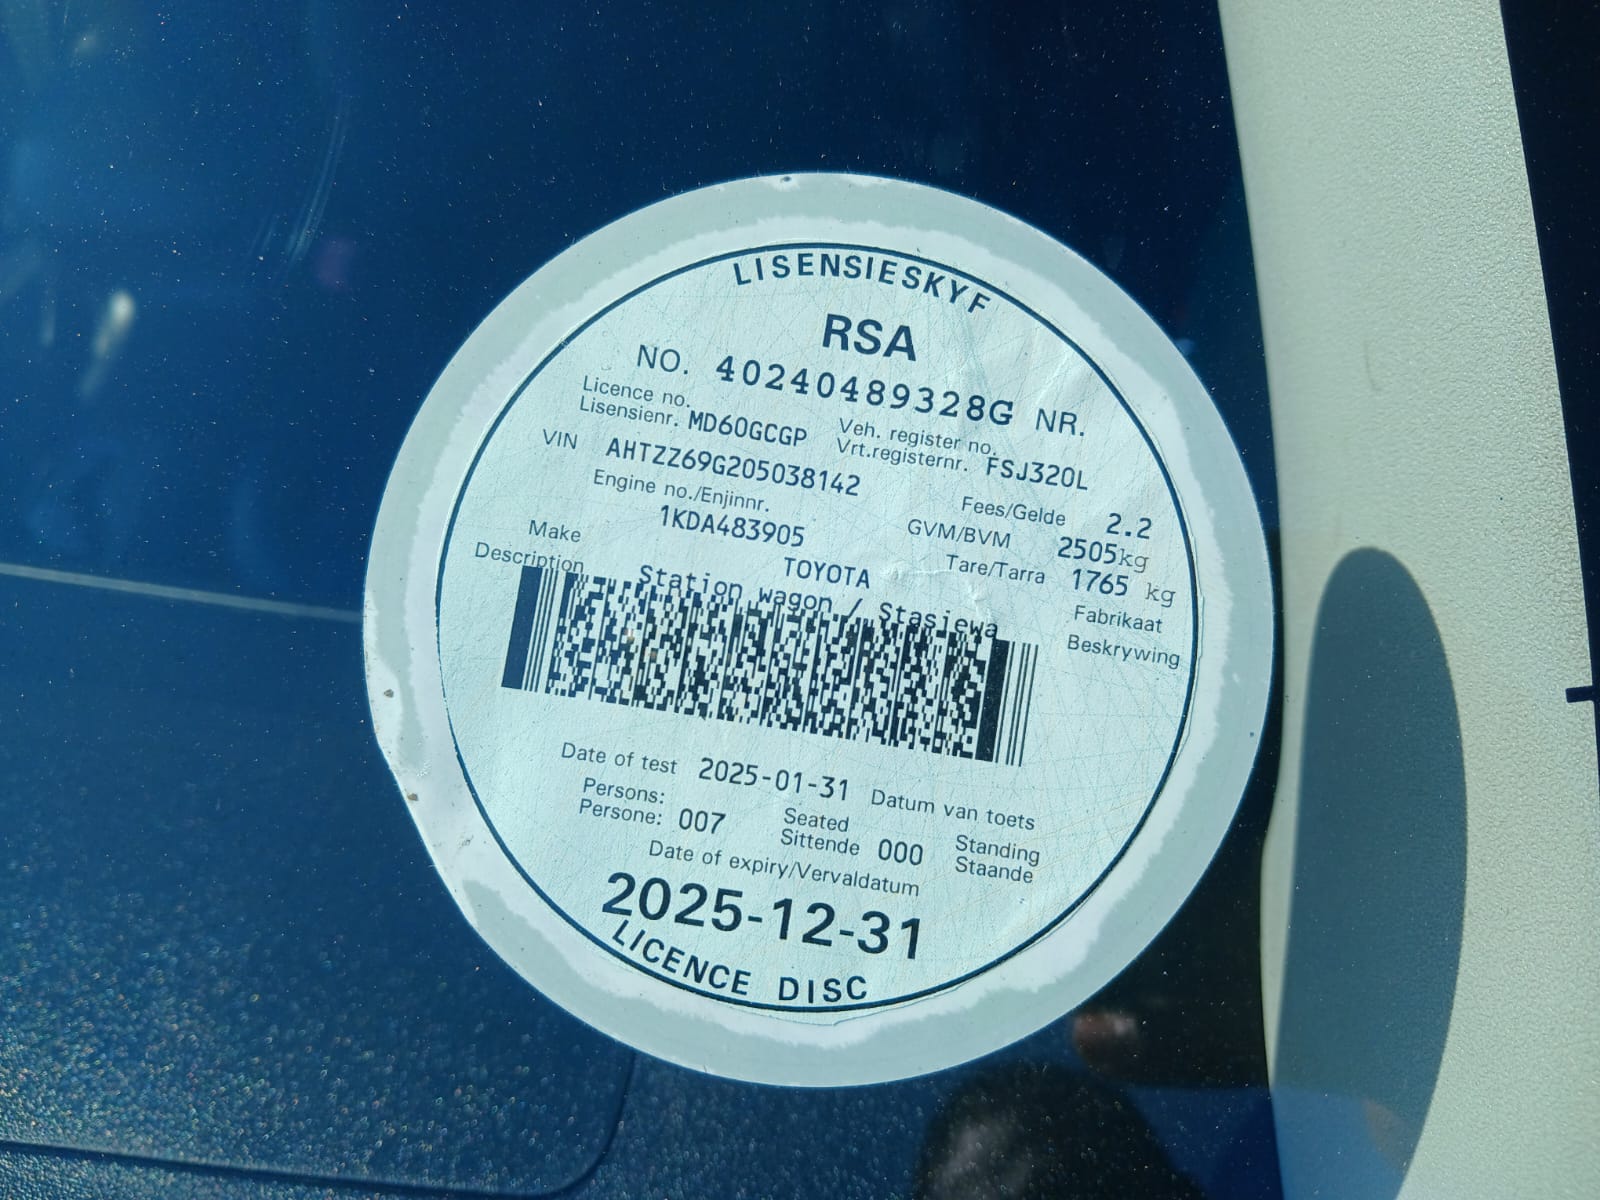 LISENSIESKYF
RSA
NO. 40240489328G NR.
Licence no. Veh. register no.
Lisensienr. MD60GCGP Vrt.registernr. FSJ320L
VIN AHTZZ69G205038142 Fees/Gelde 2.2
Engine no./Enjinnr. GVM/BVM 2505kg
1KDA483905 Tare/Tarra 1765 kg
Make TOYOTA Fabrikaat
Description Station wagon / Stasiewa Beskrywing
Date of test 2025-01-31 Datum van toets
Persons: Seated Standing
Persone: 007 Sittende 000 Staande
Date of expiry/Vervaldatum
2025-12-31
LICENCE DISC